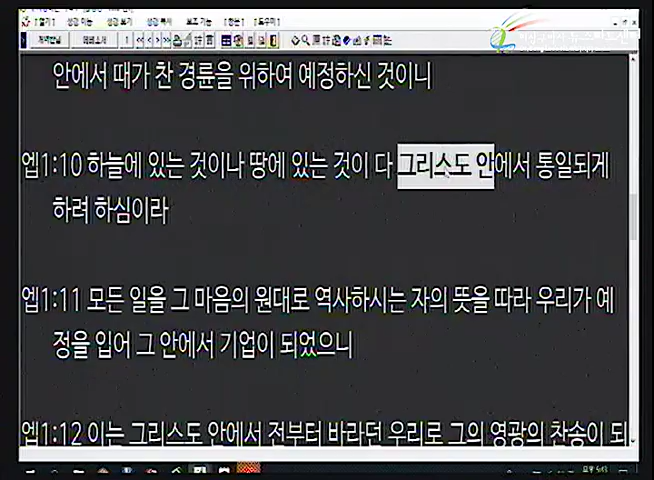 안에서 때가 찬 경륜을 위하여 예정하신 것이니
엡1:10 하늘에 있는 것이나 땅에 있는 것이 다 그리스도 안에서 통일되게
하려 하심이라
엡1:11 모든 일을 그 마음의 원대로 역사하시는 자의 뜻을 따라 우리가 예
정을 입어 그 안에서 기업이 되었으니
엡1:12 이는 그리스도 안에서 전부터 바라던 우리로 그의 영광의 찬송이 되